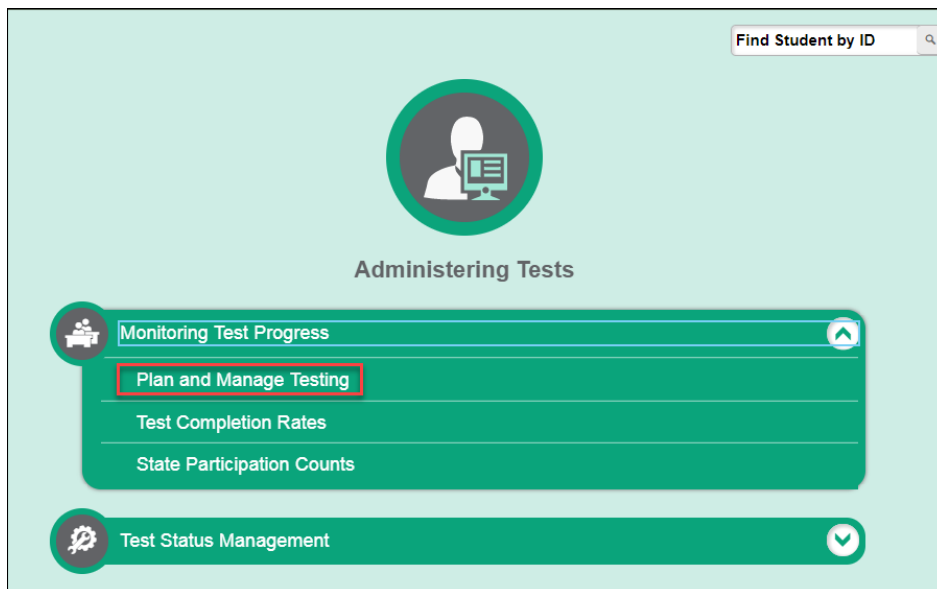 Find Student by ID
Administering Tests
Monitoring Test Progress
Plan and Manage Testing
Test Completion Rates
State Participation Counts
Test Status Management